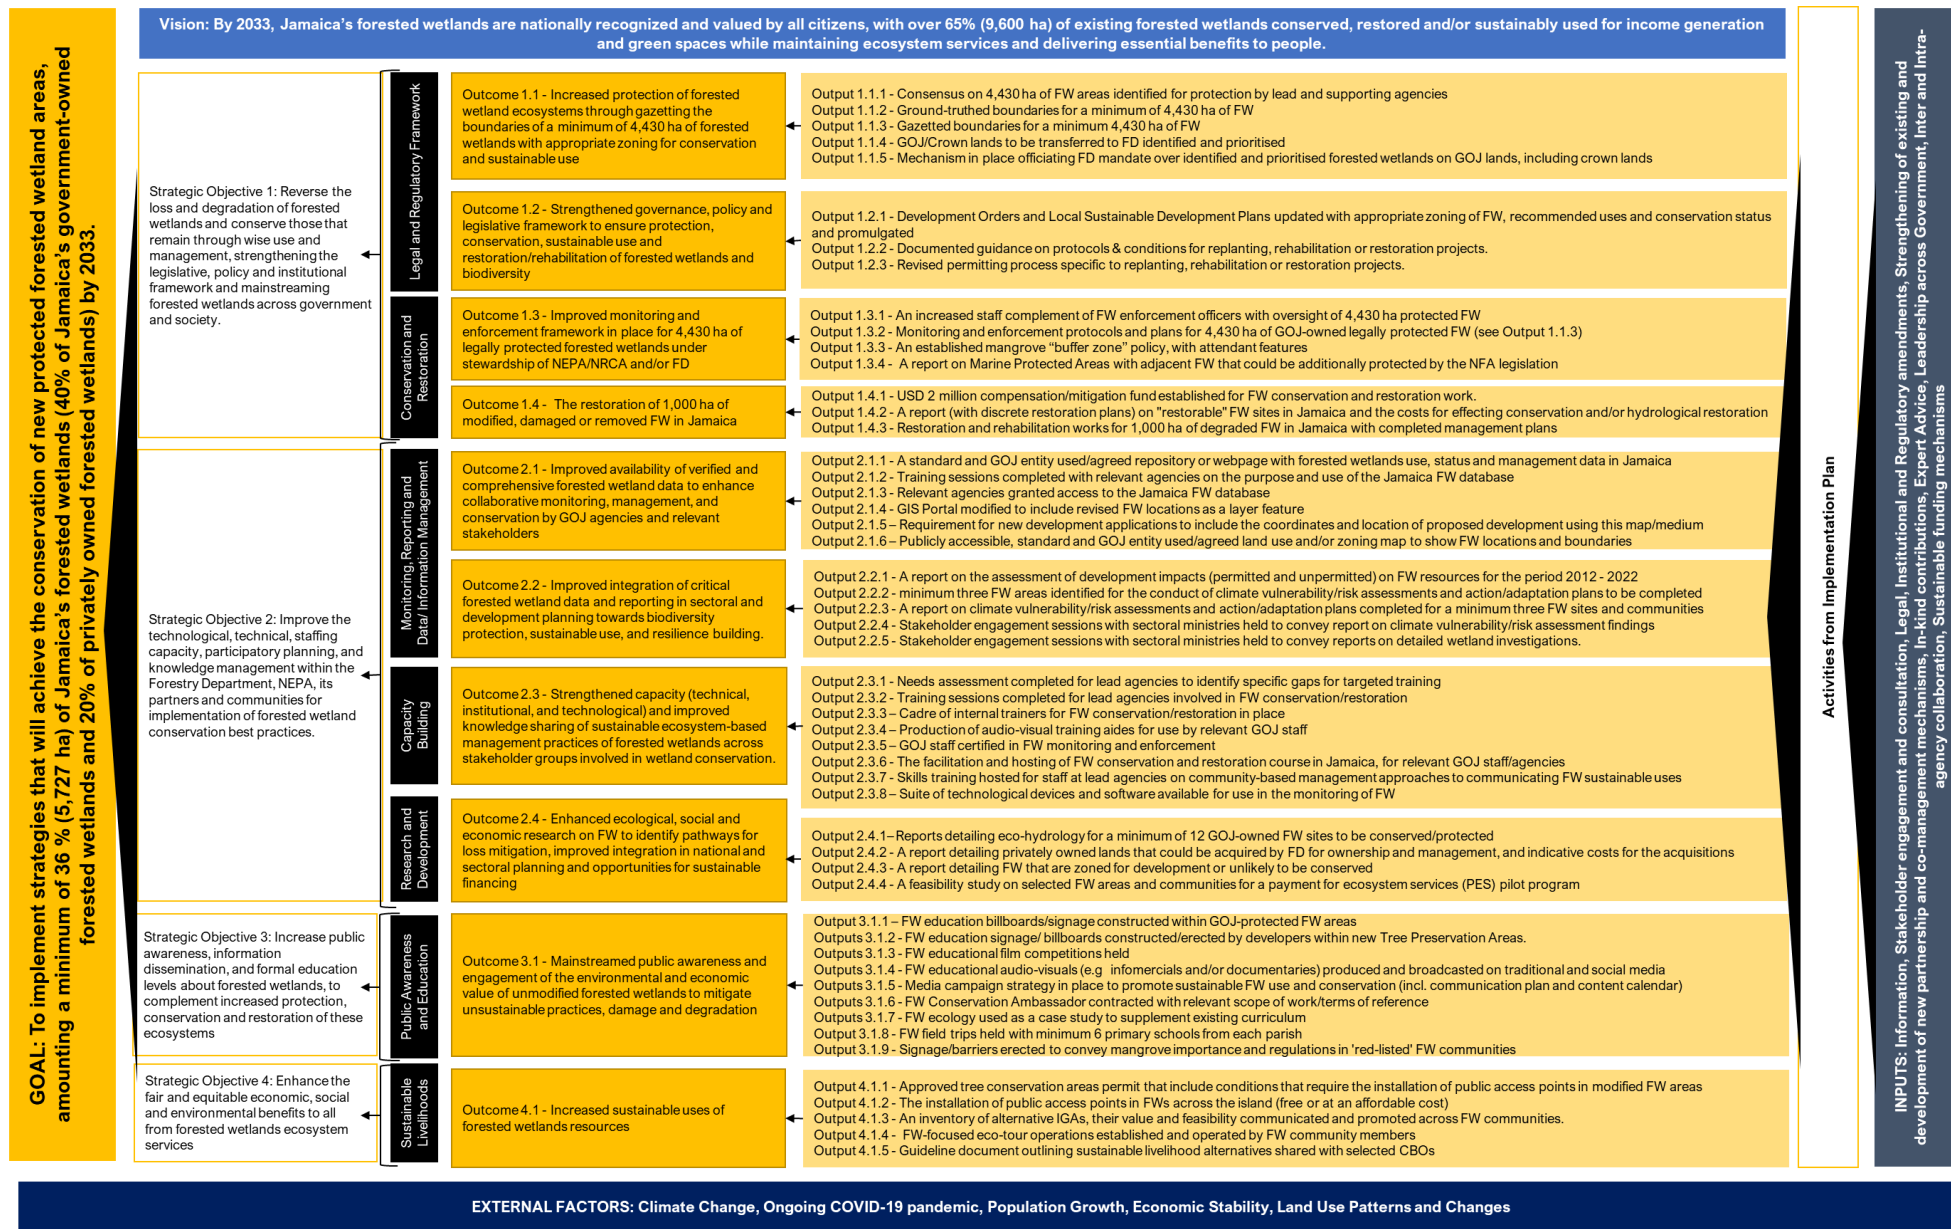 Vision: By 2033, Jamaica's forested wetlands are nationally recognized and valued by all citizens, with over 65% (9,600 ha) of existing forested wetlands conserved, restored and/or sustainably used for income generation
and green spaces while maintaining ecosystem services and delivering essential benefits to people.
GOAL: To implement strategies that will achieve the conservation of new protected forested wetland areas,
amounting a minimum of 36 % (5,727 ha) of Jamaica's forested wetlands (40% of Jamaica's government-owned
forested wetlands and 20% of privately owned forested wetlands) by 2033.
Strategic Objective 1: Reverse the
loss and degradation of forested
wetlands and conserve those that
remain through wise use and
management, strengthening the
legislative, policy and institutional
framework and mainstreaming
forested wetlands across government
and society.
Legal and Regulatory Framework
Outcome 1.1 - Increased protection of forested
wetland ecosystems through gazetting the
boundaries of a minimum of 4,430 ha of forested
wetlands with appropriate zoning for conservation
and sustainable use
Output 1.1.1 - Consensus on 4,430 ha of FW areas identified for protection by lead and supporting agencies
Output 1.1.2 - Ground-truthed boundaries for a minimum of 4,430 ha of FW
Output 1.1.3 - Gazetted boundaries for a minimum 4,430 ha of FW
Output 1.1.4 - GOJ/Crown lands to be transferred to FD identified and prioritised
Output 1.1.5 - Mechanism in place officiating FD mandate over identified and prioritised forested wetlands on GOJ lands, including crown lands
Outcome 1.2 - Strengthened governance, policy and
legislative framework to ensure protection,
conservation, sustainable use and
restoration/rehabilitation of forested wetlands and
biodiversity
Output 1.2.1 - Development Orders and Local Sustainable Development Plans updated with appropriate zoning of FW, recommended uses and conservation status
and promulgated
Output 1.2.2 - Documented guidance on protocols & conditions for replanting, rehabilitation or restoration projects.
Output 1.2.3 - Revised permitting process specific to replanting, rehabilitation or restoration projects.
Conservation and
Restoration
Outcome 1.3 - Improved monitoring and
enforcement framework in place for 4,430 ha of
legally protected forested wetlands under
stewardship of NEPA/NRCA and/or FD
Output 1.3.1 - An increased staff complement of FW enforcement officers with oversight of 4,430 ha protected FW
Output 1.3.2 - Monitoring and enforcement protocols and plans for 4,430 ha of GOJ-owned legally protected FW (see Output 1.1.3)
Output 1.3.3 - An established mangrove “buffer zone” policy, with attendant features
Output 1.3.4 - A report on Marine Protected Areas with adjacent FW that could be additionally protected by the NFA legislation
Outcome 1.4 - The restoration of 1,000 ha of
modified, damaged or removed FW in Jamaica
Output 1.4.1 - USD 2 million compensation/mitigation fund established for FW conservation and restoration work.
Output 1.4.2 - A report (with discrete restoration plans) on "restorable" FW sites in Jamaica and the costs for effecting conservation and/or hydrological restoration
Output 1.4.3 - Restoration and rehabilitation works for 1,000 ha of degraded FW in Jamaica with completed management plans
Strategic Objective 2: Improve the
technological, technical, staffing
capacity, participatory planning, and
knowledge management within the
Forestry Department, NEPA, its
partners and communities for
implementation of forested wetland
conservation best practices.
Monitoring, Reporting and
Data/ Information Management
Outcome 2.1 - Improved availability of verified and
comprehensive forested wetland data to enhance
collaborative monitoring, management, and
conservation by GOJ agencies and relevant
stakeholders
Output 2.1.1 - A standard and GOJ entity used/agreed repository or webpage with forested wetlands use, status and management data in Jamaica
Output 2.1.2 - Training sessions completed with relevant agencies on the purpose and use of the Jamaica FW database
Output 2.1.3 - Relevant agencies granted access to the Jamaica FW database
Output 2.1.4 - GIS Portal modified to include revised FW locations as a layer feature
Output 2.1.5 – Requirement for new development applications to include the coordinates and location of proposed development using this map/medium
Output 2.1.6 – Publicly accessible, standard and GOJ entity used/agreed land use and/or zoning map to show FW locations and boundaries
Outcome 2.2 - Improved integration of critical
forested wetland data and reporting in sectoral and
development planning towards biodiversity
protection, sustainable use, and resilience building.
Output 2.2.1 - A report on the assessment of development impacts (permitted and unpermitted) on FW resources for the period 2012 - 2022
Output 2.2.2 - minimum three FW areas identified for the conduct of climate vulnerability/risk assessments and action/adaptation plans to be completed
Output 2.2.3 - A report on climate vulnerability/risk assessments and action/adaptation plans completed for a minimum three FW sites and communities
Output 2.2.4 - Stakeholder engagement sessions with sectoral ministries held to convey report on climate vulnerability/risk assessment findings
Output 2.2.5 - Stakeholder engagement sessions with sectoral ministries held to convey reports on detailed wetland investigations.
Capacity
Building
Outcome 2.3 - Strengthened capacity (technical,
institutional, and technological) and improved
knowledge sharing of sustainable ecosystem-based
management practices of forested wetlands across
stakeholder groups involved in wetland conservation.
Output 2.3.1 - Needs assessment completed for lead agencies to identify specific gaps for targeted training
Output 2.3.2 - Training sessions completed for lead agencies involved in FW conservation/restoration
Output 2.3.3 – Cadre of internal trainers for FW conservation/restoration in place
Output 2.3.4 – Production of audio-visual training aides for use by relevant GOJ staff
Output 2.3.5 – GOJ staff certified in FW monitoring and enforcement
Output 2.3.6 - The facilitation and hosting of FW conservation and restoration course in Jamaica, for relevant GOJ staff/agencies
Output 2.3.7 - Skills training hosted for staff at lead agencies on community-based management approaches to communicating FW sustainable uses
Output 2.3.8 – Suite of technological devices and software available for use in the monitoring of FW
Research and
Development
Outcome 2.4 - Enhanced ecological, social and
economic research on FW to identify pathways for
loss mitigation, improved integration in national and
sectoral planning and opportunities for sustainable
financing
Output 2.4.1– Reports detailing eco-hydrology for a minimum of 12 GOJ-owned FW sites to be conserved/protected
Output 2.4.2 - A report detailing privately owned lands that could be acquired by FD for ownership and management, and indicative costs for the acquisitions
Output 2.4.3 - A report detailing FW that are zoned for development or unlikely to be conserved
Output 2.4.4 - A feasibility study on selected FW areas and communities for a payment for ecosystem services (PES) pilot program
Strategic Objective 3: Increase public
awareness, information
dissemination, and formal education
levels about forested wetlands, to
complement increased protection,
conservation and restoration of these
ecosystems
Public Awareness
and Education
Outcome 3.1 - Mainstreamed public awareness and
engagement of the environmental and economic
value of unmodified forested wetlands to mitigate
unsustainable practices, damage and degradation
Output 3.1.1 – FW education billboards/signage constructed within GOJ-protected FW areas
Outputs 3.1.2 - FW education signage/ billboards constructed/erected by developers within new Tree Preservation Areas.
Outputs 3.1.3 - FW educational film competitions held
Outputs 3.1.4 - FW educational audio-visuals (e.g infomercials and/or documentaries) produced and broadcasted on traditional and social media
Outputs 3.1.5 - Media campaign strategy in place to promote sustainable FW use and conservation (incl. communication plan and content calendar)
Outputs 3.1.6 - FW Conservation Ambassador contracted with relevant scope of work/terms of reference
Outputs 3.1.7 - FW ecology used as a case study to supplement existing curriculum
Output 3.1.8 - FW field trips held with minimum 6 primary schools from each parish
Output 3.1.9 - Signage/barriers erected to convey mangrove importance and regulations in 'red-listed' FW communities
Strategic Objective 4: Enhance the
fair and equitable economic, social
and environmental benefits to all
from forested wetlands ecosystem
services
Sustainable
Livelihoods
Outcome 4.1 - Increased sustainable uses of
forested wetlands resources
Output 4.1.1 - Approved tree conservation areas permit that include conditions that require the installation of public access points in modified FW areas
Output 4.1.2 - The installation of public access points in FWs across the island (free or at an affordable cost)
Output 4.1.3 - An inventory of alternative IGAs, their value and feasibility communicated and promoted across FW communities.
Output 4.1.4 - FW-focused eco-tour operations established and operated by FW community members
Output 4.1.5 - Guideline document outlining sustainable livelihood alternatives shared with selected CBOs
Activities from Implementation Plan
INPUTS: Information, Stakeholder engagement and consultation, Legal, Institutional and Regulatory amendments, Strengthening of existing and
development of new partnership and co-management mechanisms, In-kind contributions, Expert Advice, Leadership across Government, Inter and Intra-
agency collaboration, Sustainable funding mechanisms
EXTERNAL FACTORS: Climate Change, Ongoing COVID-19 pandemic, Population Growth, Economic Stability, Land Use Patterns and Changes